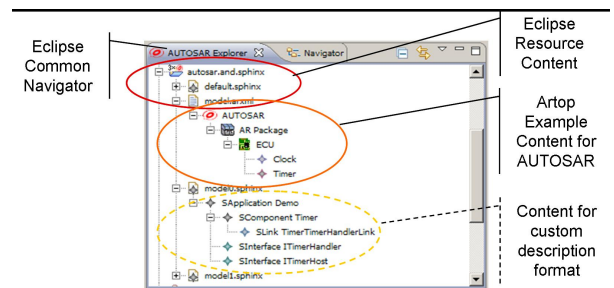 Eclipse
Common
Navigator
AUTOSAR Explorer
Navigator
autosar.and.sphinx
default.sphinx
model.arxml
AUTOSAR
AR Package
ECU
Clock
Timer
model0.sphinx
SApplication Demo
SComponent Timer
SLink TimerTimerHandlerLink
SInterface ITimerHandler
SInterface ITimerHost
model1.sphinx
Eclipse
Resource
Content
Artop
Example
Content for
AUTOSAR
Content for
custom
description
format